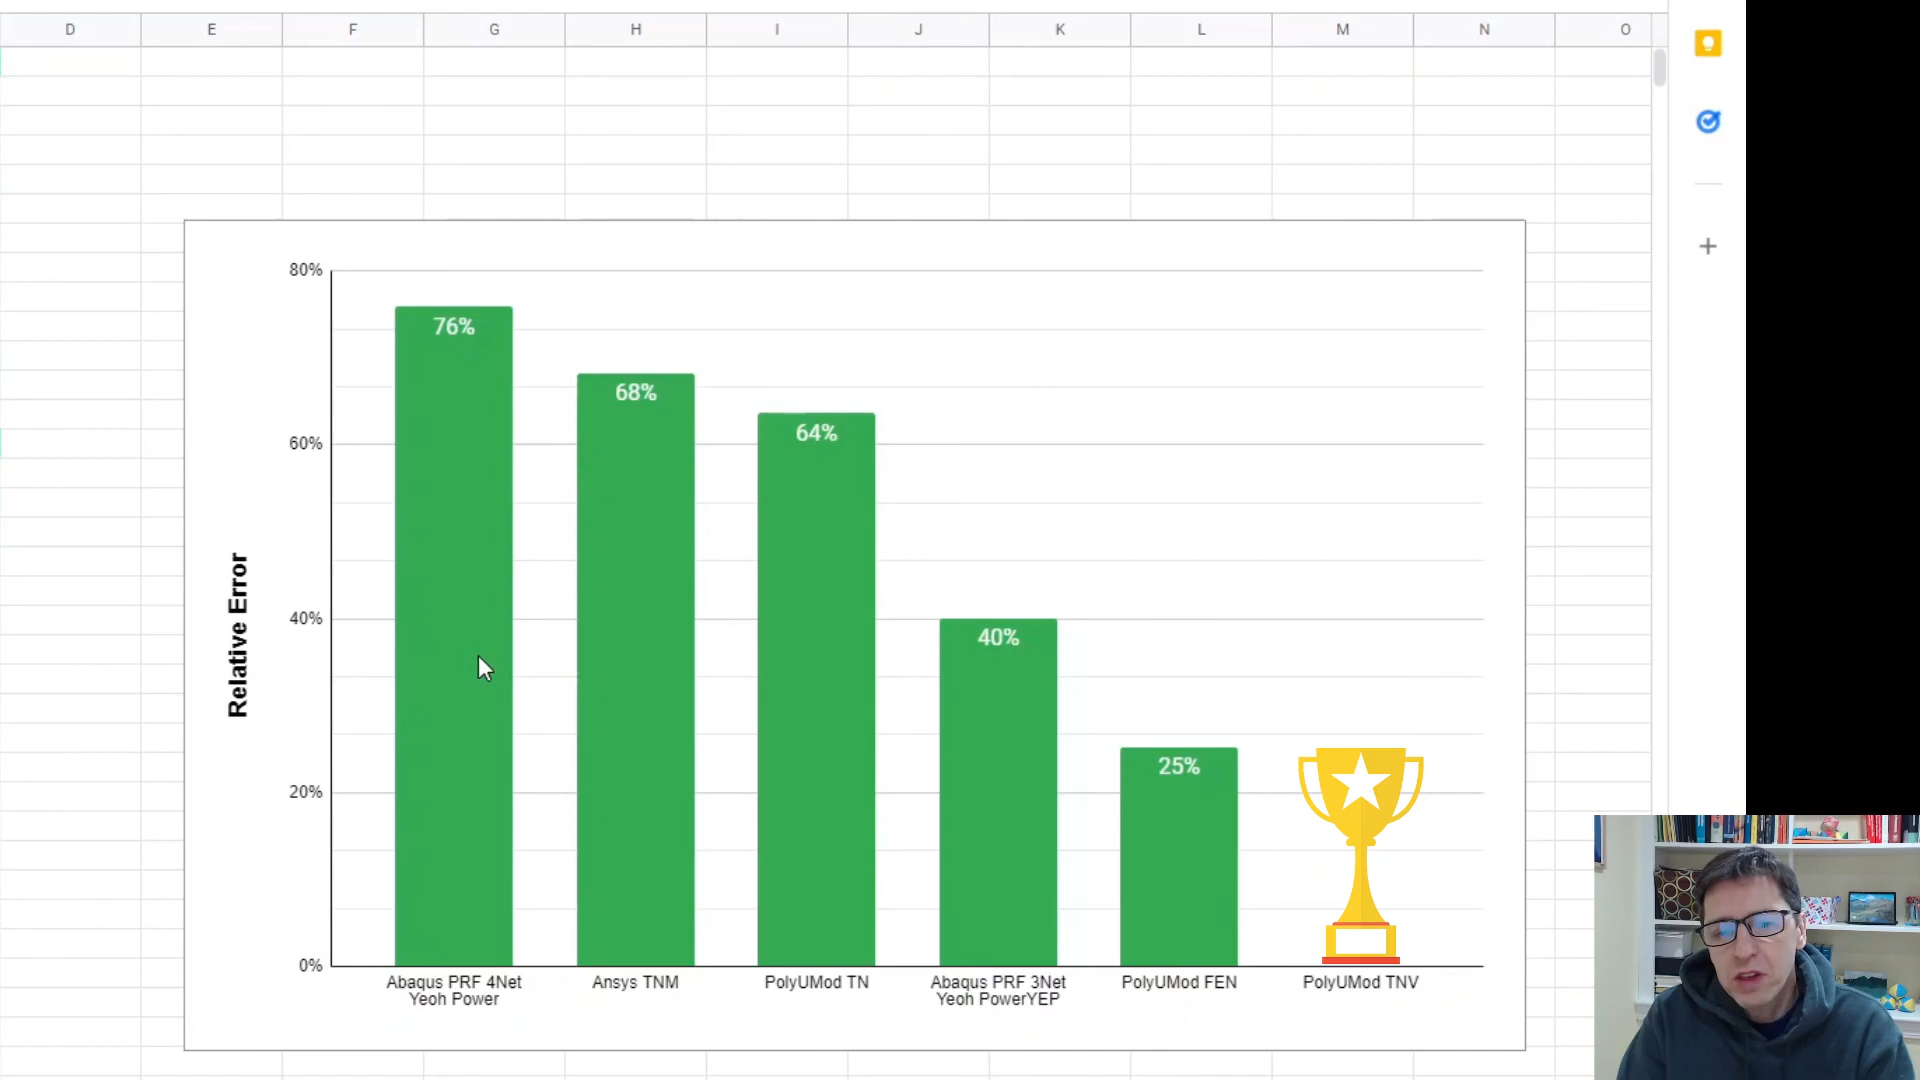 D E F G H I J K L M N O
80%
76%
68%
64%
60%
40%
40%
25%
20%
0%
Relative Error
Abaqus PRF 4Net
Yeoh Power
Ansys TNM
PolyUMod TN
Abaqus PRF 3Net
Yeoh PowerYEP
PolyUMod FEN
PolyUMod TNV